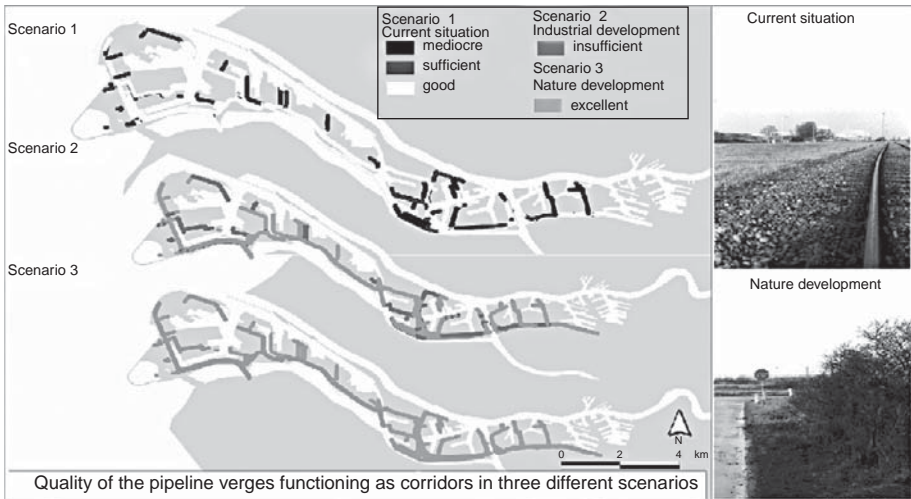 Scenario 1
Scenario 2
Scenario 3
Scenario 1
Current situation
mediocre
sufficient
good
Scenario 2
Industrial development
insufficient
Scenario 3
Nature development
excellent
N
0 2 4 km
Quality of the pipeline verges functioning as corridors in three different scenarios
Current situation
Nature development